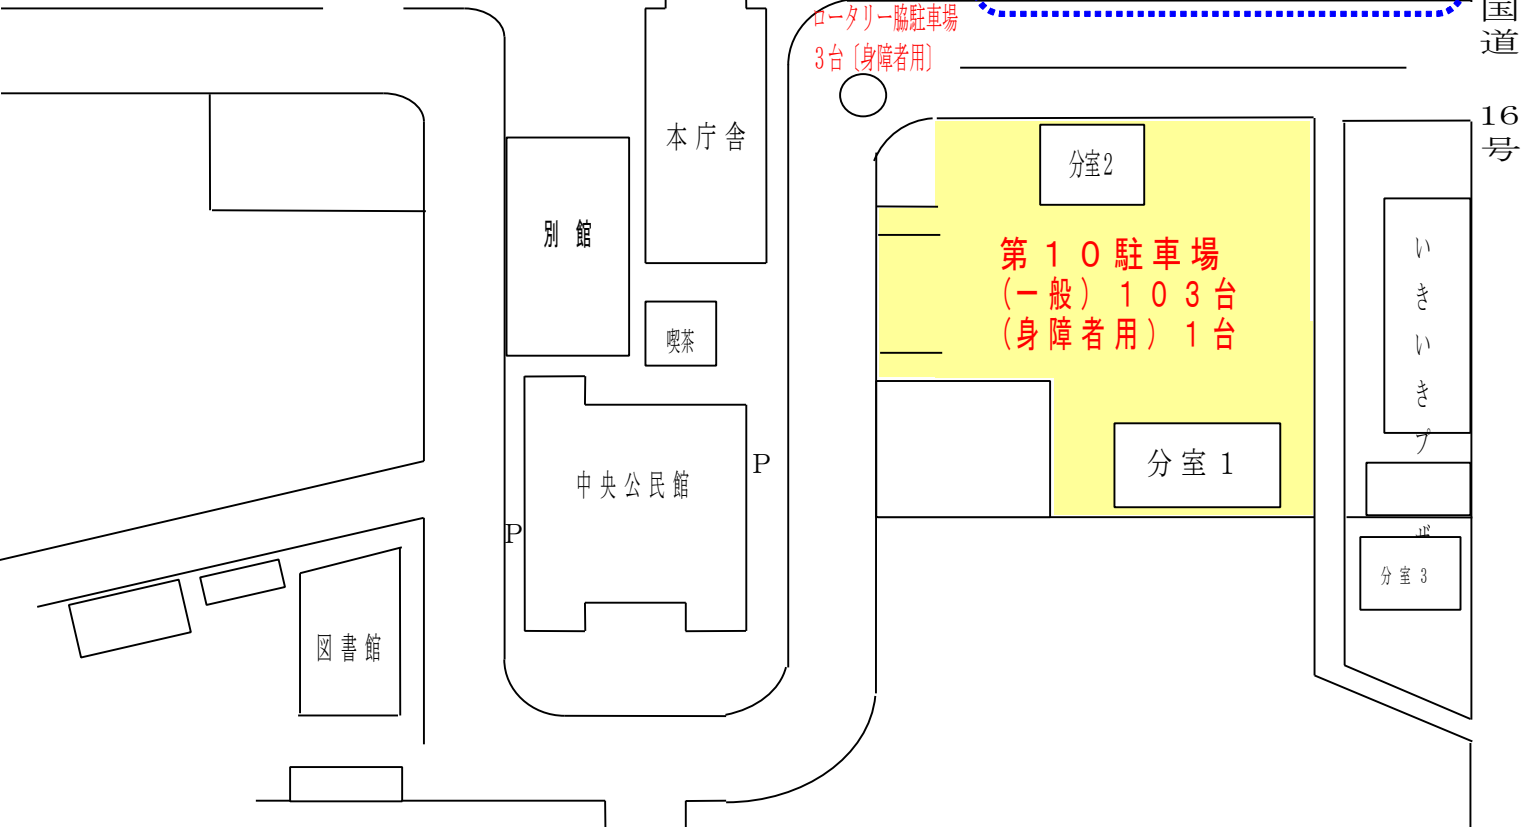 ロータリー脇駐車場
3台〔身障者用〕
国道
16号
本庁舎
別館
喫茶
分室2
第10駐車場
(一般)103台
(身障者用)1台
分室1
いきいきプ
中央公民館
P
P
分室3
図書館